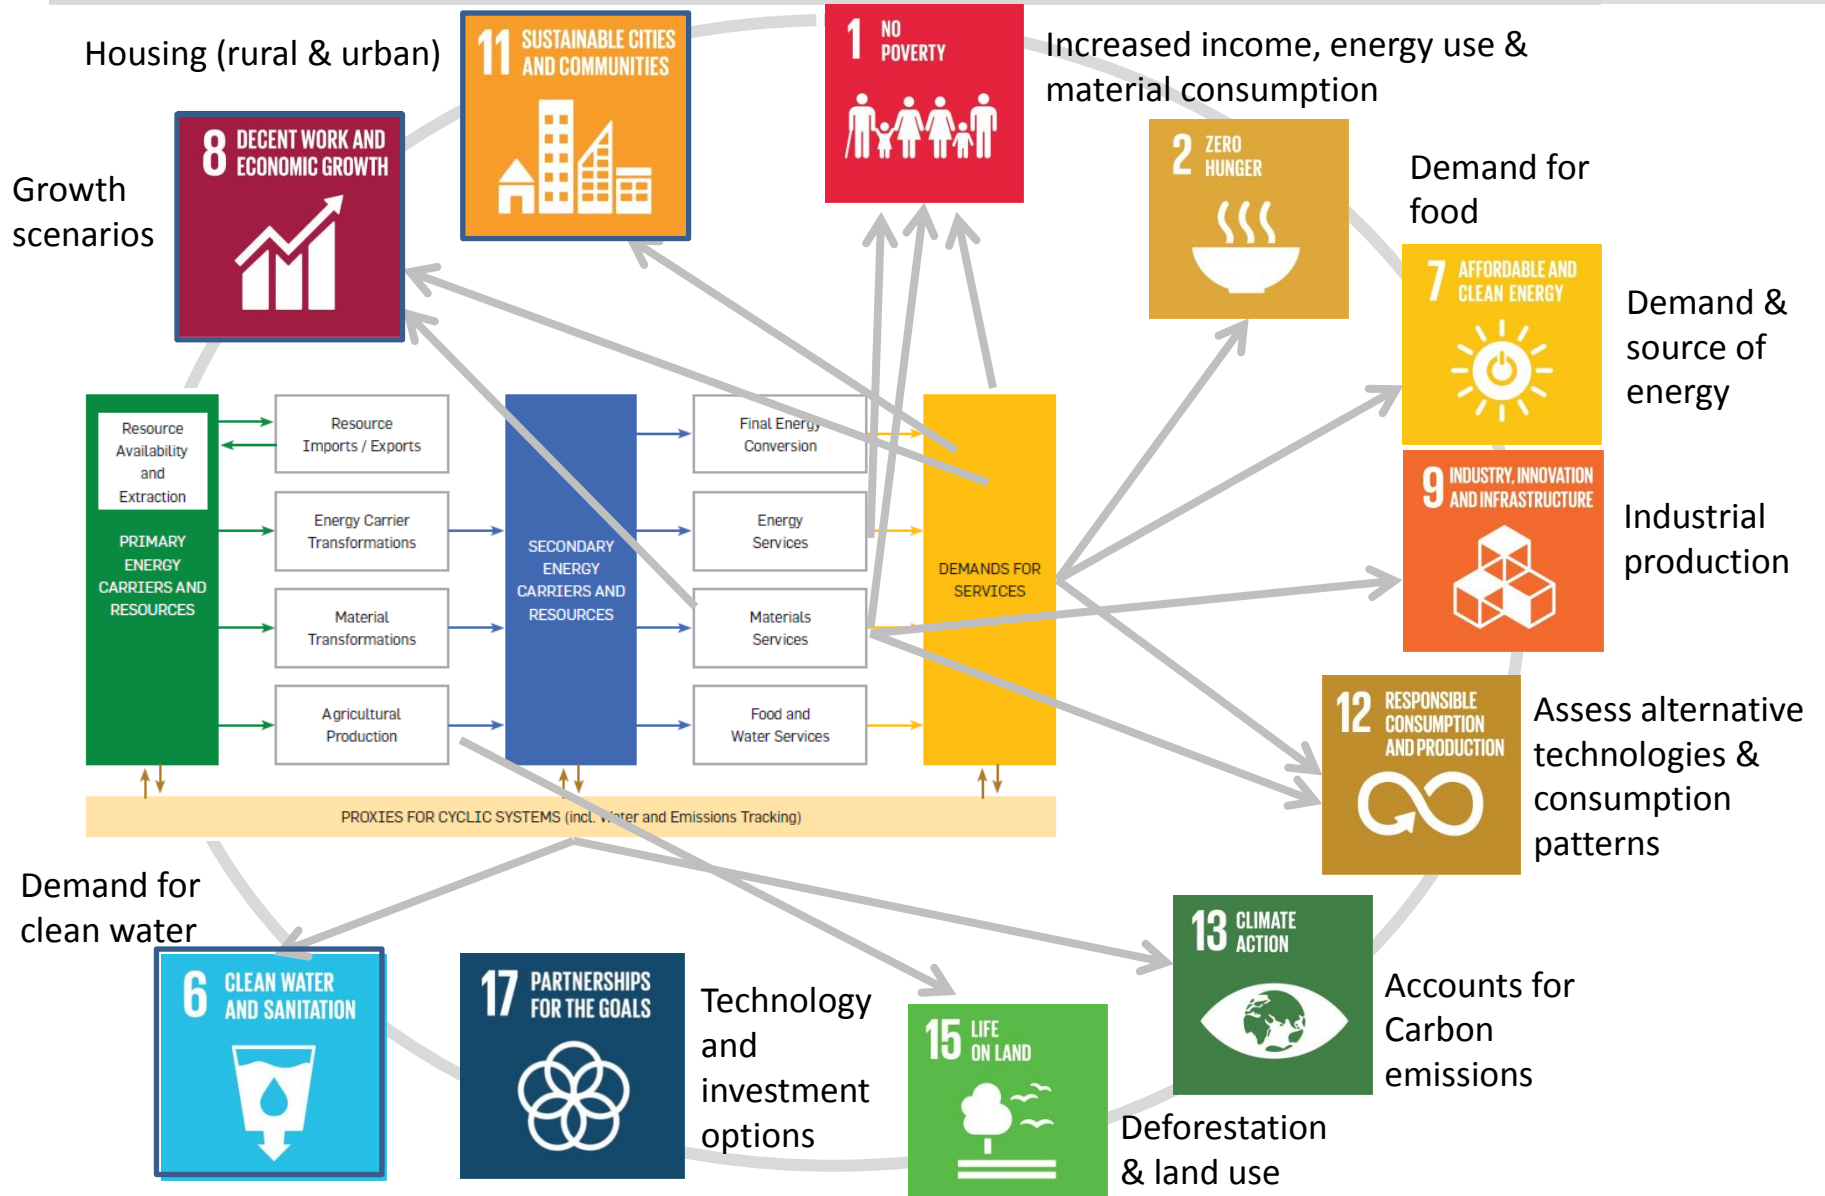 Housing (rural & urban)
11 SUSTAINABLE CITIES
AND COMMUNITIES
1 NO
POVERTY
Increased income, energy use &
material consumption
8 DECENT WORK AND
ECONOMIC GROWTH
Growth
scenarios
2 ZERO
HUNGER
Demand for
food
7 AFFORDABLE AND
CLEAN ENERGY
Demand &
source of
energy
9 INDUSTRY, INNOVATION
AND INFRASTRUCTURE
Industrial
production
Resource
Availability
and
Extraction
PRIMARY
ENERGY
CARRIERS AND
RESOURCES
Resource
Imports / Exports
Energy Carrier
Transformations
Material
Transformations
Agricultural
Production
SECONDARY
ENERGY
CARRIERS AND
RESOURCES
Final Energy
Conversion
Energy
Services
Materials
Services
Food and
Water Services
DEMANDS FOR
SERVICES
PROXIES FOR CYCLIC SYSTEMS (incl. Water and Emissions Tracking)
12 RESPONSIBLE
CONSUMPTION
AND PRODUCTION
Assess alternative
technologies &
consumption
patterns
Demand for
clean water
6 CLEAN WATER
AND SANITATION
17 PARTNERSHIPS
FOR THE GOALS
Technology
and
investment
options
15 LIFE
ON LAND
Deforestation
& land use
13 CLIMATE
ACTION
Accounts for
Carbon
emissions